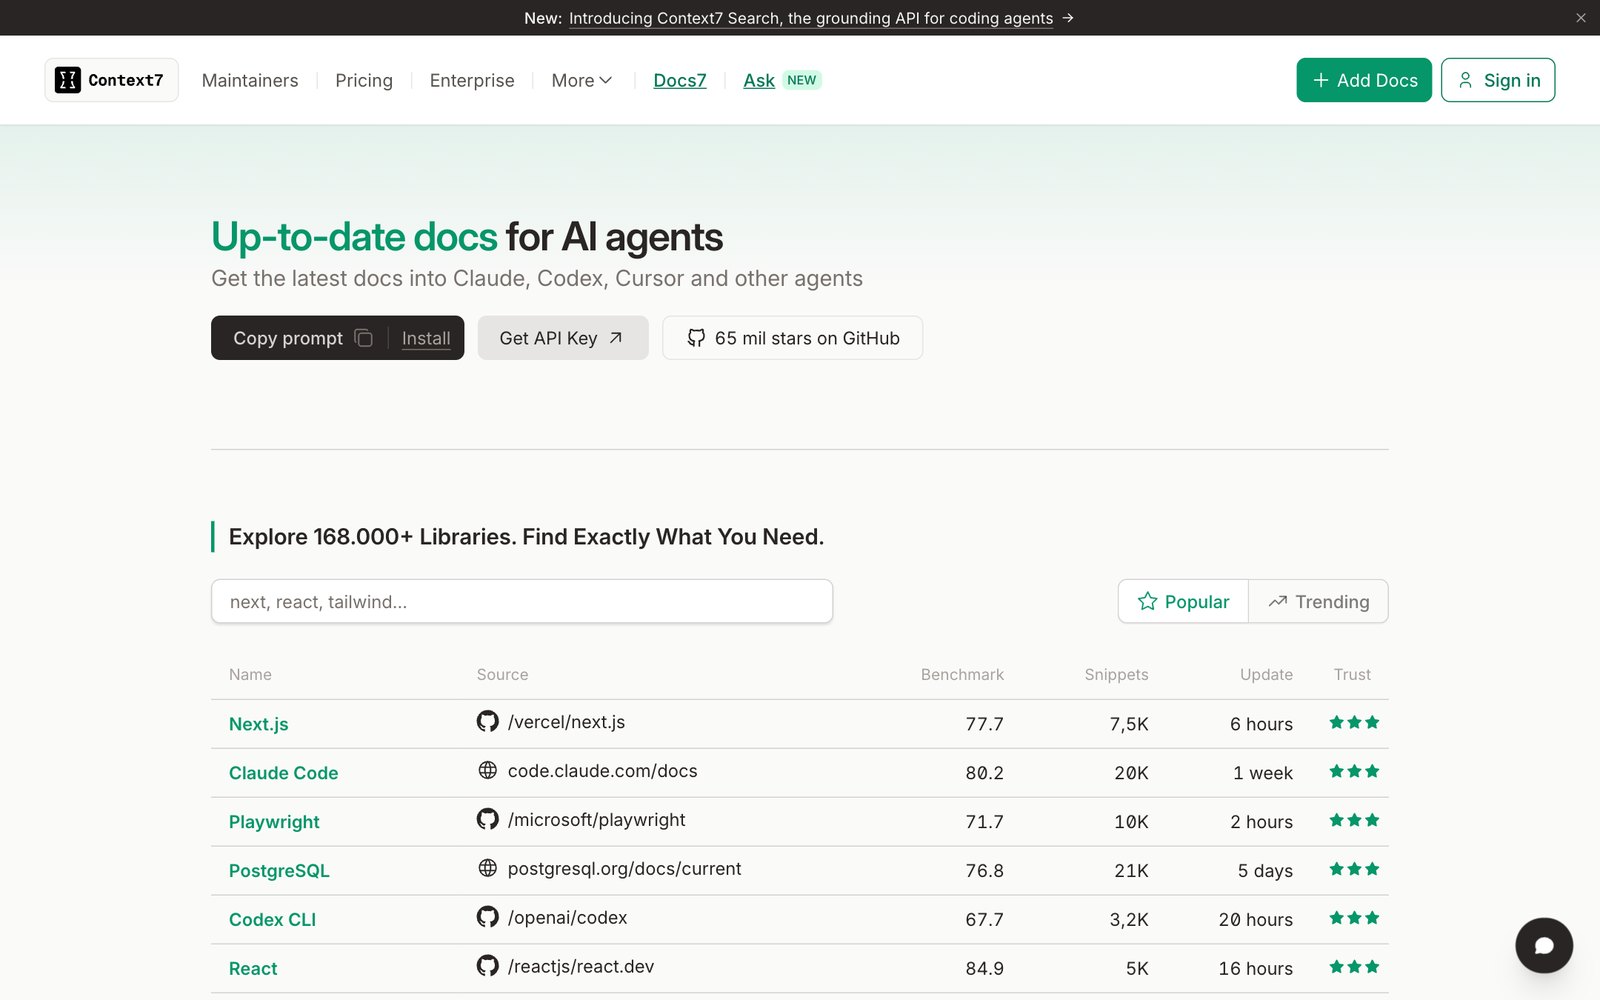 New: Introducing Context7 Search, the grounding API for coding agents →
Context7
Maintainers
Pricing
Enterprise
More
Docs7
Ask NEW
+ Add Docs
Sign in
Up-to-date docs for AI agents
Get the latest docs into Claude, Codex, Cursor and other agents
Copy prompt
Install
Get API Key
65 mil stars on GitHub
Explore 168.000+ Libraries. Find Exactly What You Need.
next, react, tailwind...
Popular
Trending
Name Source Benchmark Snippets Update Trust
Next.js /vercel/next.js 77.7 7,5K 6 hours
Claude Code code.claude.com/docs 80.2 20K 1 week
Playwright /microsoft/playwright 71.7 10K 2 hours
PostgreSQL postgresql.org/docs/current 76.8 21K 5 days
Codex CLI /openai/codex 67.7 3,2K 20 hours
React /reactjs/react.dev 84.9 5K 16 hours